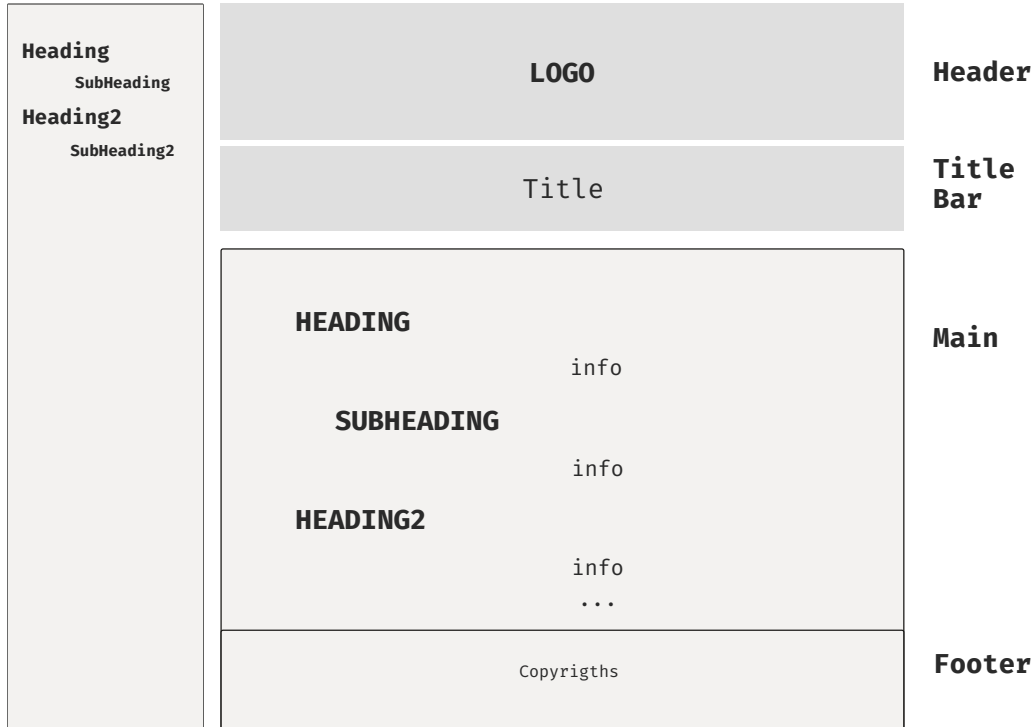 Heading
SubHeading
Heading2
SubHeading2
LOGO
Header
Title
Title
Bar
HEADING
info
SUBHEADING
info
HEADING2
info
...
Main
Copyrigths
Footer